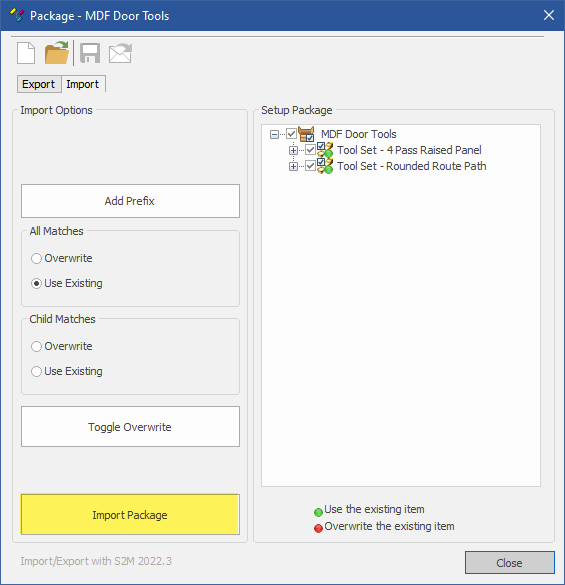 Package - MDF Door Tools
Export
Import
Import Options
Add Prefix
All Matches
Overwrite
Use Existing
Child Matches
Overwrite
Use Existing
Toggle Overwrite
Import Package
Import/Export with S2M 2022.3
Setup Package
MDF Door Tools
Tool Set - 4 Pass Raised Panel
Tool Set - Rounded Route Path
Use the existing item
Overwrite the existing item
Close